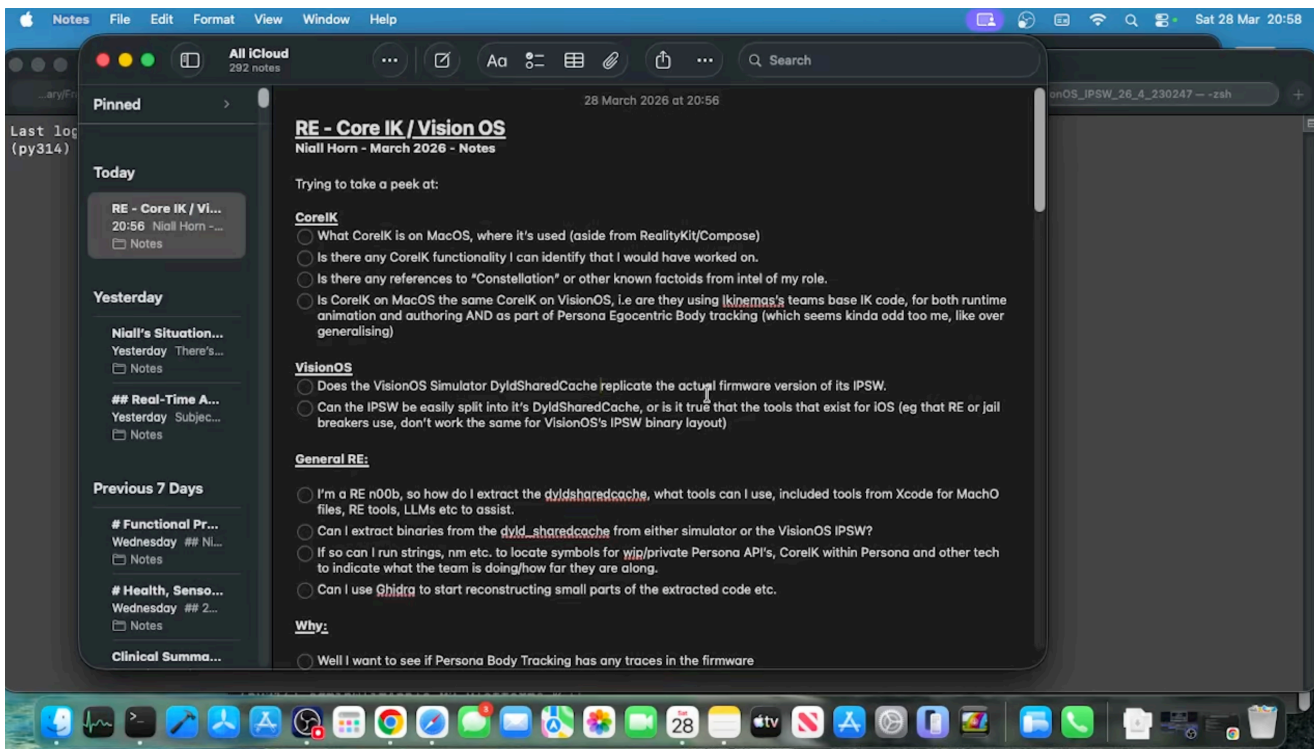 Notes File Edit Format View Window Help Sat 28 Mar 20:58
All iCloud
292 notes
Aa
Search
...ary/Fr
onOS_IPSW_26_4_230247 — -zsh
Last log
(py314)
Pinned
Today
RE - Core IK / Vi...
20:56 Niall Horn -...
Notes
Yesterday
Niall's Situation...
Yesterday There's...
Notes
## Real-Time A...
Yesterday Subjec...
Notes
Previous 7 Days
# Functional Pr...
Wednesday ## Ni...
Notes
# Health, Senso...
Wednesday ## 2...
Notes
Clinical Summa...
28 March 2026 at 20:56
RE - Core IK / Vision OS
Niall Horn - March 2026 - Notes
Trying to take a peek at:
CoreIK
What CoreIK is on MacOS, where it's used (aside from RealityKit/Compose)
Is there any CoreIK functionality I can identify that I would have worked on.
Is there any references to "Constellation" or other known factoids from intel of my role.
Is CoreIK on MacOS the same CoreIK on VisionOS, i.e are they using Ikinemas's teams base IK code, for both runtime
animation and authoring AND as part of Persona Egocentric Body tracking (which seems kinda odd too me, like over
generalising)
VisionOS
Does the VisionOS Simulator DyldSharedCache replicate the actual firmware version of its IPSW.
Can the IPSW be easily split into it's DyldSharedCache, or is it true that the tools that exist for iOS (eg that RE or jail
breakers use, don't work the same for VisionOS's IPSW binary layout)
General RE:
I'm a RE n00b, so how do I extract the dyldsharedcache, what tools can I use, included tools from Xcode for MachO
files, RE tools, LLMs etc to assist.
Can I extract binaries from the dyld_sharedcache from either simulator or the VisionOS IPSW?
If so can I run strings, nm etc. to locate symbols for wip/private Persona API's, CoreIK within Persona and other tech
to indicate what the team is doing/how far they are along.
Can I use Ghidra to start reconstructing small parts of the extracted code etc.
Why:
Well I want to see if Persona Body Tracking has any traces in the firmware
3
Sat
28
tv